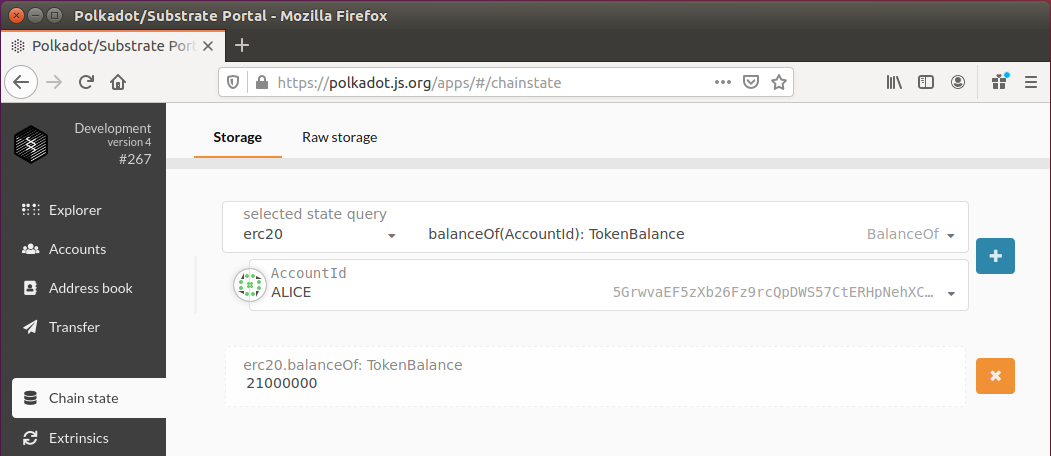 Polkadot/Substrate Portal - Mozilla Firefox
Polkadot/Substrate Port
https://polkadot.js.org/apps/#/chainstate
Development
version 4
#267
Storage
Raw storage
Explorer
Accounts
Address book
Transfer
Chain state
Extrinsics
selected state query
erc20
balanceOf(AccountId): TokenBalance
BalanceOf
AccountId
ALICE
5GrwvaEF5zXb26Fz9rcQpDWS57CtERHpNehXC…
erc20.balanceOf: TokenBalance
21000000